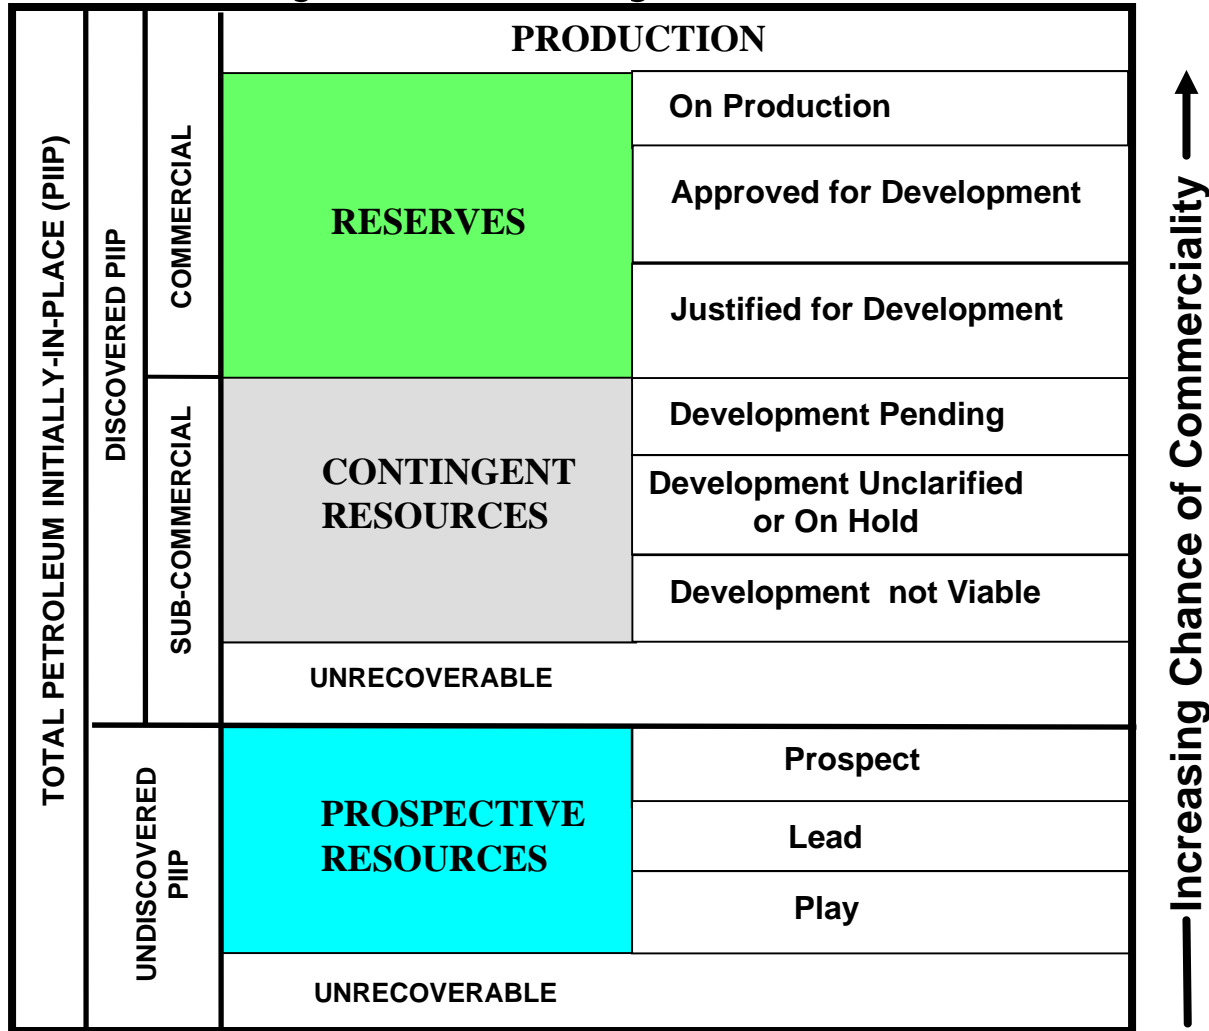 PRODUCTION
TOTAL PETROLEUM INITIALLY-IN-PLACE (PIIP)
DISCOVERED PIIP
COMMERCIAL
RESERVES
On Production
Approved for Development
Justified for Development
SUB-COMMERCIAL
CONTINGENT
RESOURCES
Development Pending
Development Unclarified
or On Hold
Development not Viable
UNRECOVERABLE
UNDISCOVERED
PIIP
PROSPECTIVE
RESOURCES
Prospect
Lead
Play
UNRECOVERABLE
Increasing Chance of Commerciality